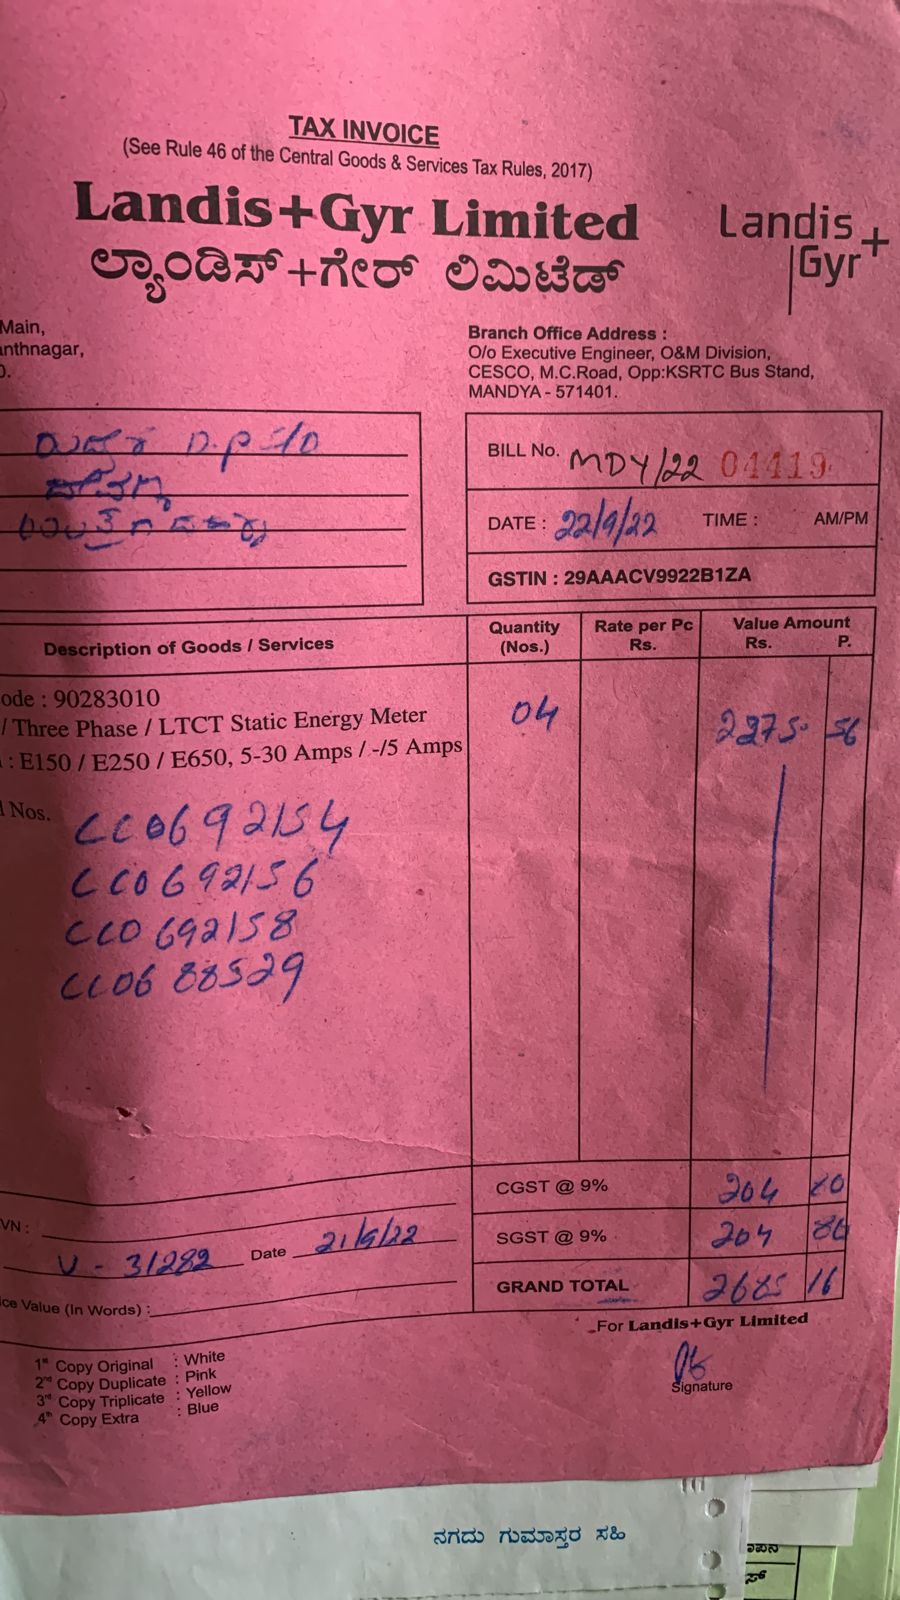 TAX INVOICE
(See Rule 46 of the Central Goods & Services Tax Rules, 2017)
Landis+Gyr Limited
ಲ್ಯಾಂಡಿಸ್+ಗೇರ್ ಲಿಮಿಟೆಡ್
Landis
Gyr+
Main,
nthnagar,
Branch Office Address :
O/o Executive Engineer, O&M Division,
CESCO, M.C.Road, Opp:KSRTC Bus Stand,
MANDYA - 571401.
D.P S/O
BILL No. MDY/22 04419
DATE : 22/9/22 TIME : AM/PM
GSTIN : 29AAACV9922B1ZA
Description of Goods / Services
Quantity (Nos.)
Rate per Pc Rs.
Value Amount Rs. P.
ode : 90283010
/ Three Phase / LTCT Static Energy Meter
: E150 / E250 / E650, 5-30 Amps / -/5 Amps
04
2275 56
l Nos.
CC0692154
CC0692156
CC0692158
CC0688529
CGST @ 9% 204 80
SGST @ 9% 204 80
GRAND TOTAL 2685 16
VN :
U - 31282 Date 21/9/22
ice Value (In Words) :
For Landis+Gyr Limited
Signature
1st Copy Original : White
2nd Copy Duplicate : Pink
3rd Copy Triplicate : Yellow
4th Copy Extra : Blue
ನಗದು ಗುಮಾಸ್ತರ ಸಹಿ